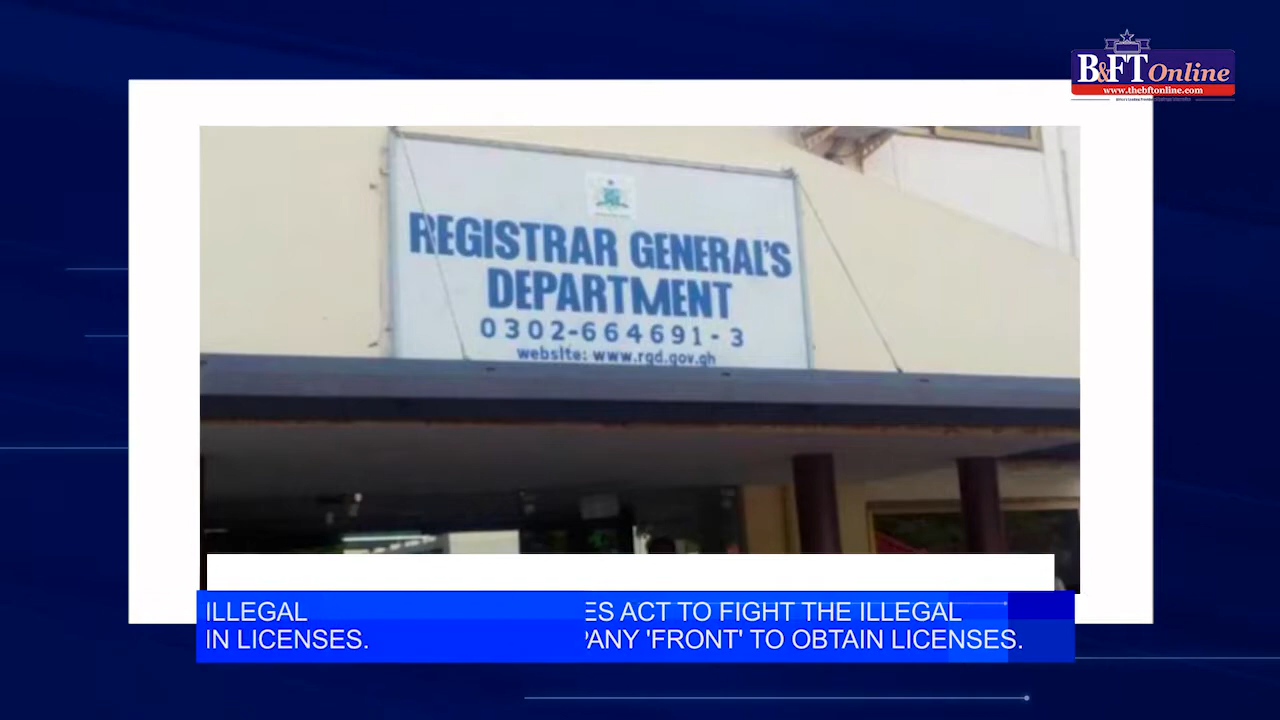 B&FT Online
www.thebftonline.com
REGISTRAR GENERAL'S
DEPARTMENT
0302-664691-3
website: www.rgd.gov.gh
ILLEGAL
IN LICENSES.
ES ACT TO FIGHT THE ILLEGAL
PANY 'FRONT' TO OBTAIN LICENSES.